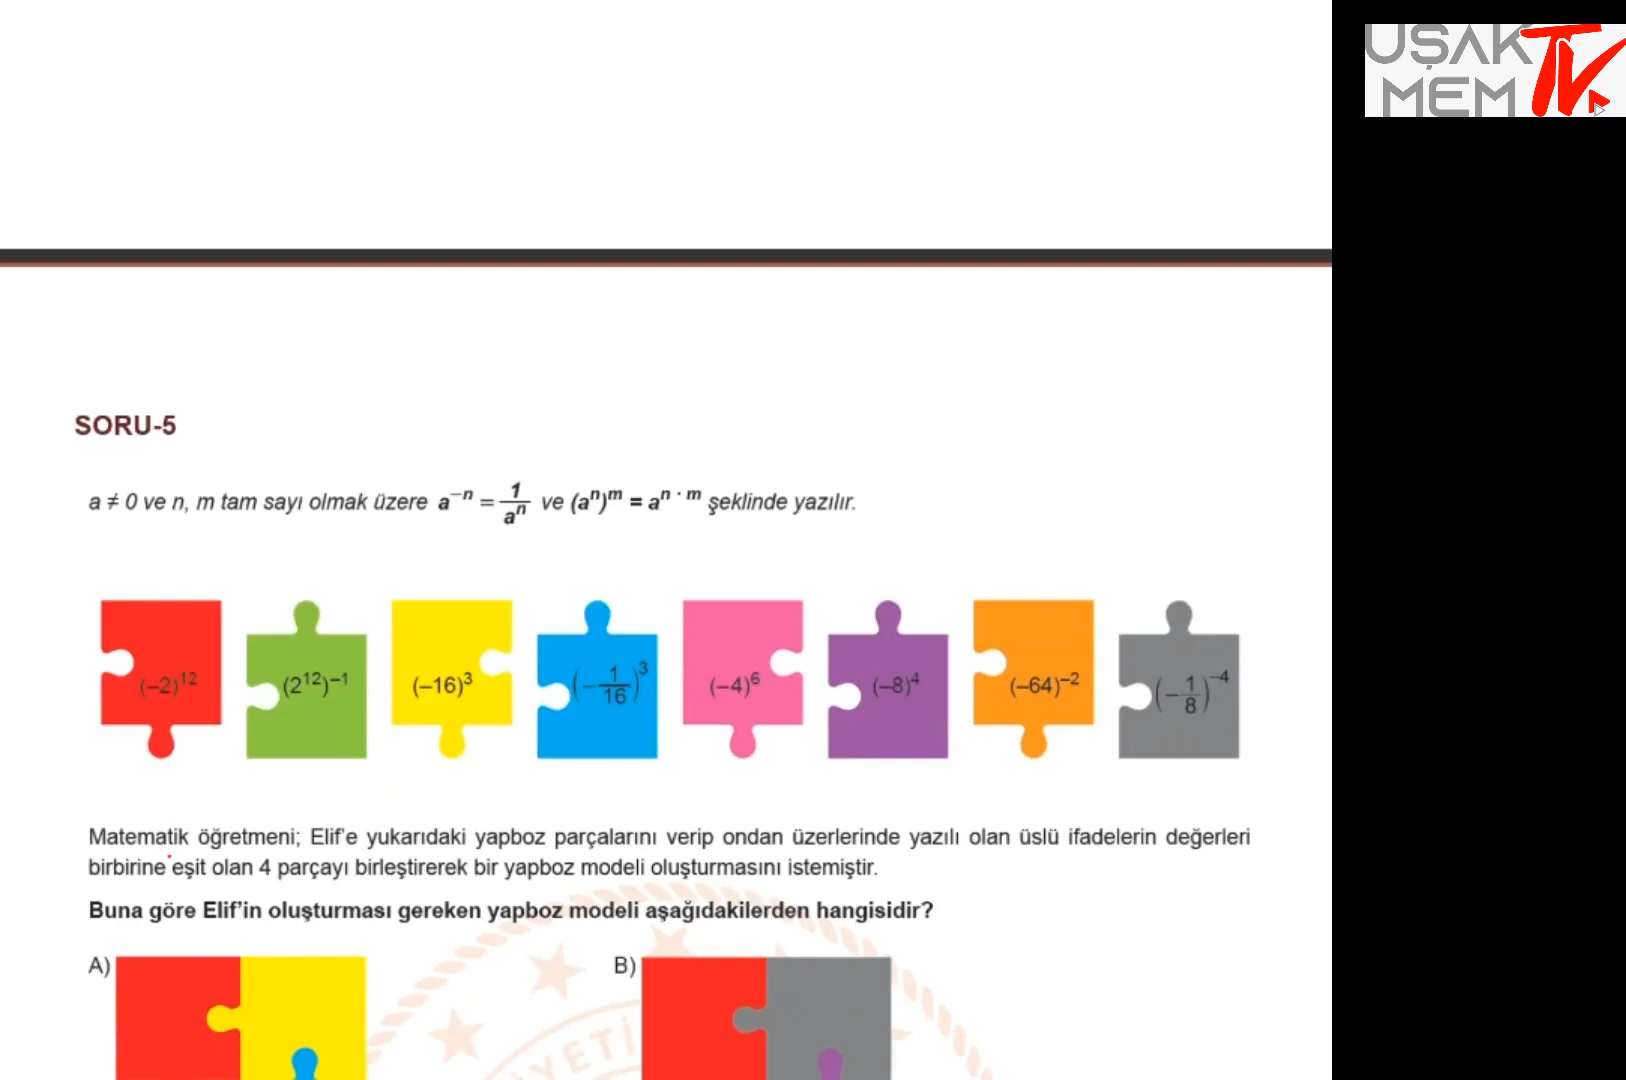 UŞAK
MEM TV
SORU-5
a ≠ 0 ve n, m tam sayı olmak üzere a⁻ⁿ = 1/aⁿ ve (aⁿ)ᵐ = aⁿ · ᵐ şeklinde yazılır.
(–2)¹² (2¹²)⁻¹ (–16)³ (–1/16)³ (–4)⁶ (–8)⁴ (–64)⁻² (–1/8)⁻⁴
Matematik öğretmeni; Elif'e yukarıdaki yapboz parçalarını verip ondan üzerlerinde yazılı olan üslü ifadelerin değerleri
birbirine eşit olan 4 parçayı birleştirerek bir yapboz modeli oluşturmasını istemiştir.
Buna göre Elif'in oluşturması gereken yapboz modeli aşağıdakilerden hangisidir?
A) B)
YETİ